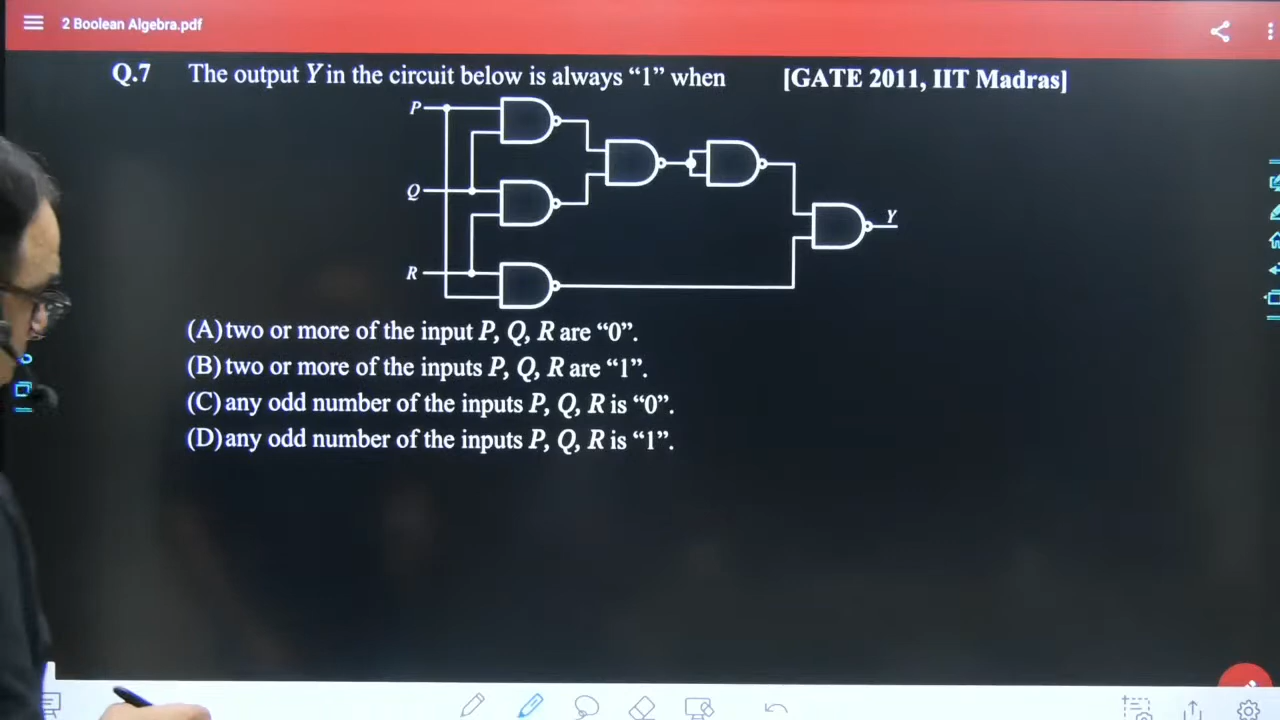 2 Boolean Algebra.pdf
Q.7 The output Y in the circuit below is always “1” when [GATE 2011, IIT Madras]
P
Q
R
Y
(A) two or more of the input P, Q, R are “0”.
(B) two or more of the inputs P, Q, R are “1”.
(C) any odd number of the inputs P, Q, R is “0”.
(D) any odd number of the inputs P, Q, R is “1”.